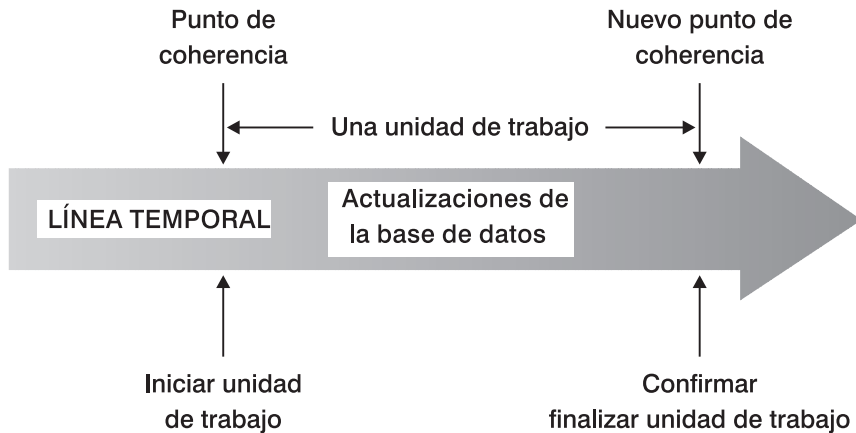 Punto de
coherencia
Nuevo punto de
coherencia
Una unidad de trabajo
LÍNEA TEMPORAL
Actualizaciones de
la base de datos
Iniciar unidad
de trabajo
Confirmar
finalizar unidad de trabajo